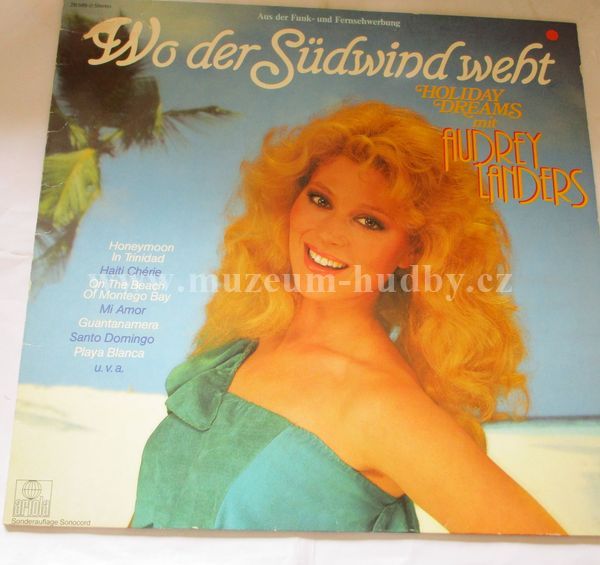 Aus der Funk- und Fernsehwerbung
Wo der Südwind weht
HOLIDAY
DREAMS
mit
AUDREY
LANDERS
Honeymoon
In Trinidad
Haiti Chérie
On The Beach
Of Montego Bay
Mi Amor
Guantanamera
Santo Domingo
Playa Blanca
u.v.a.
www.muzeum-hudby.cz
ariola
Sonderauflage Sonocord